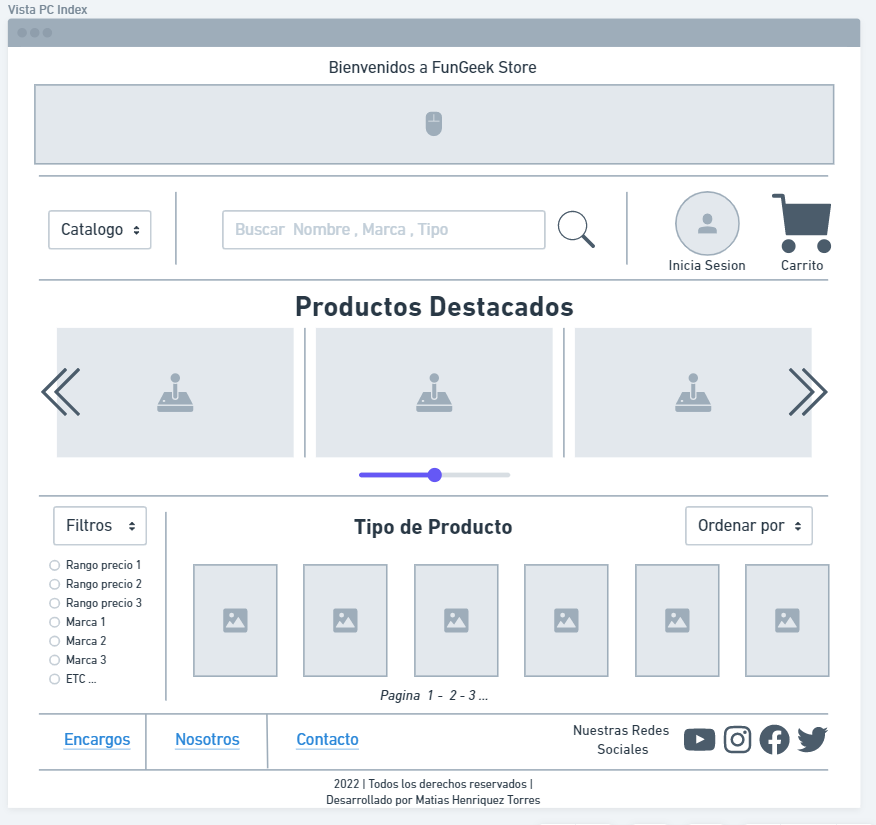 Vista PC Index
Bienvenidos a FunGeek Store
Catalogo
Buscar Nombre , Marca , Tipo
Inicia Sesion
Carrito
Productos Destacados
Filtros
Tipo de Producto
Ordenar por
Rango precio 1
Rango precio 2
Rango precio 3
Marca 1
Marca 2
Marca 3
ETC ...
Pagina 1 - 2 - 3 ...
Encargos
Nosotros
Contacto
Nuestras Redes
Sociales
2022 | Todos los derechos reservados |
Desarrollado por Matias Henriquez Torres